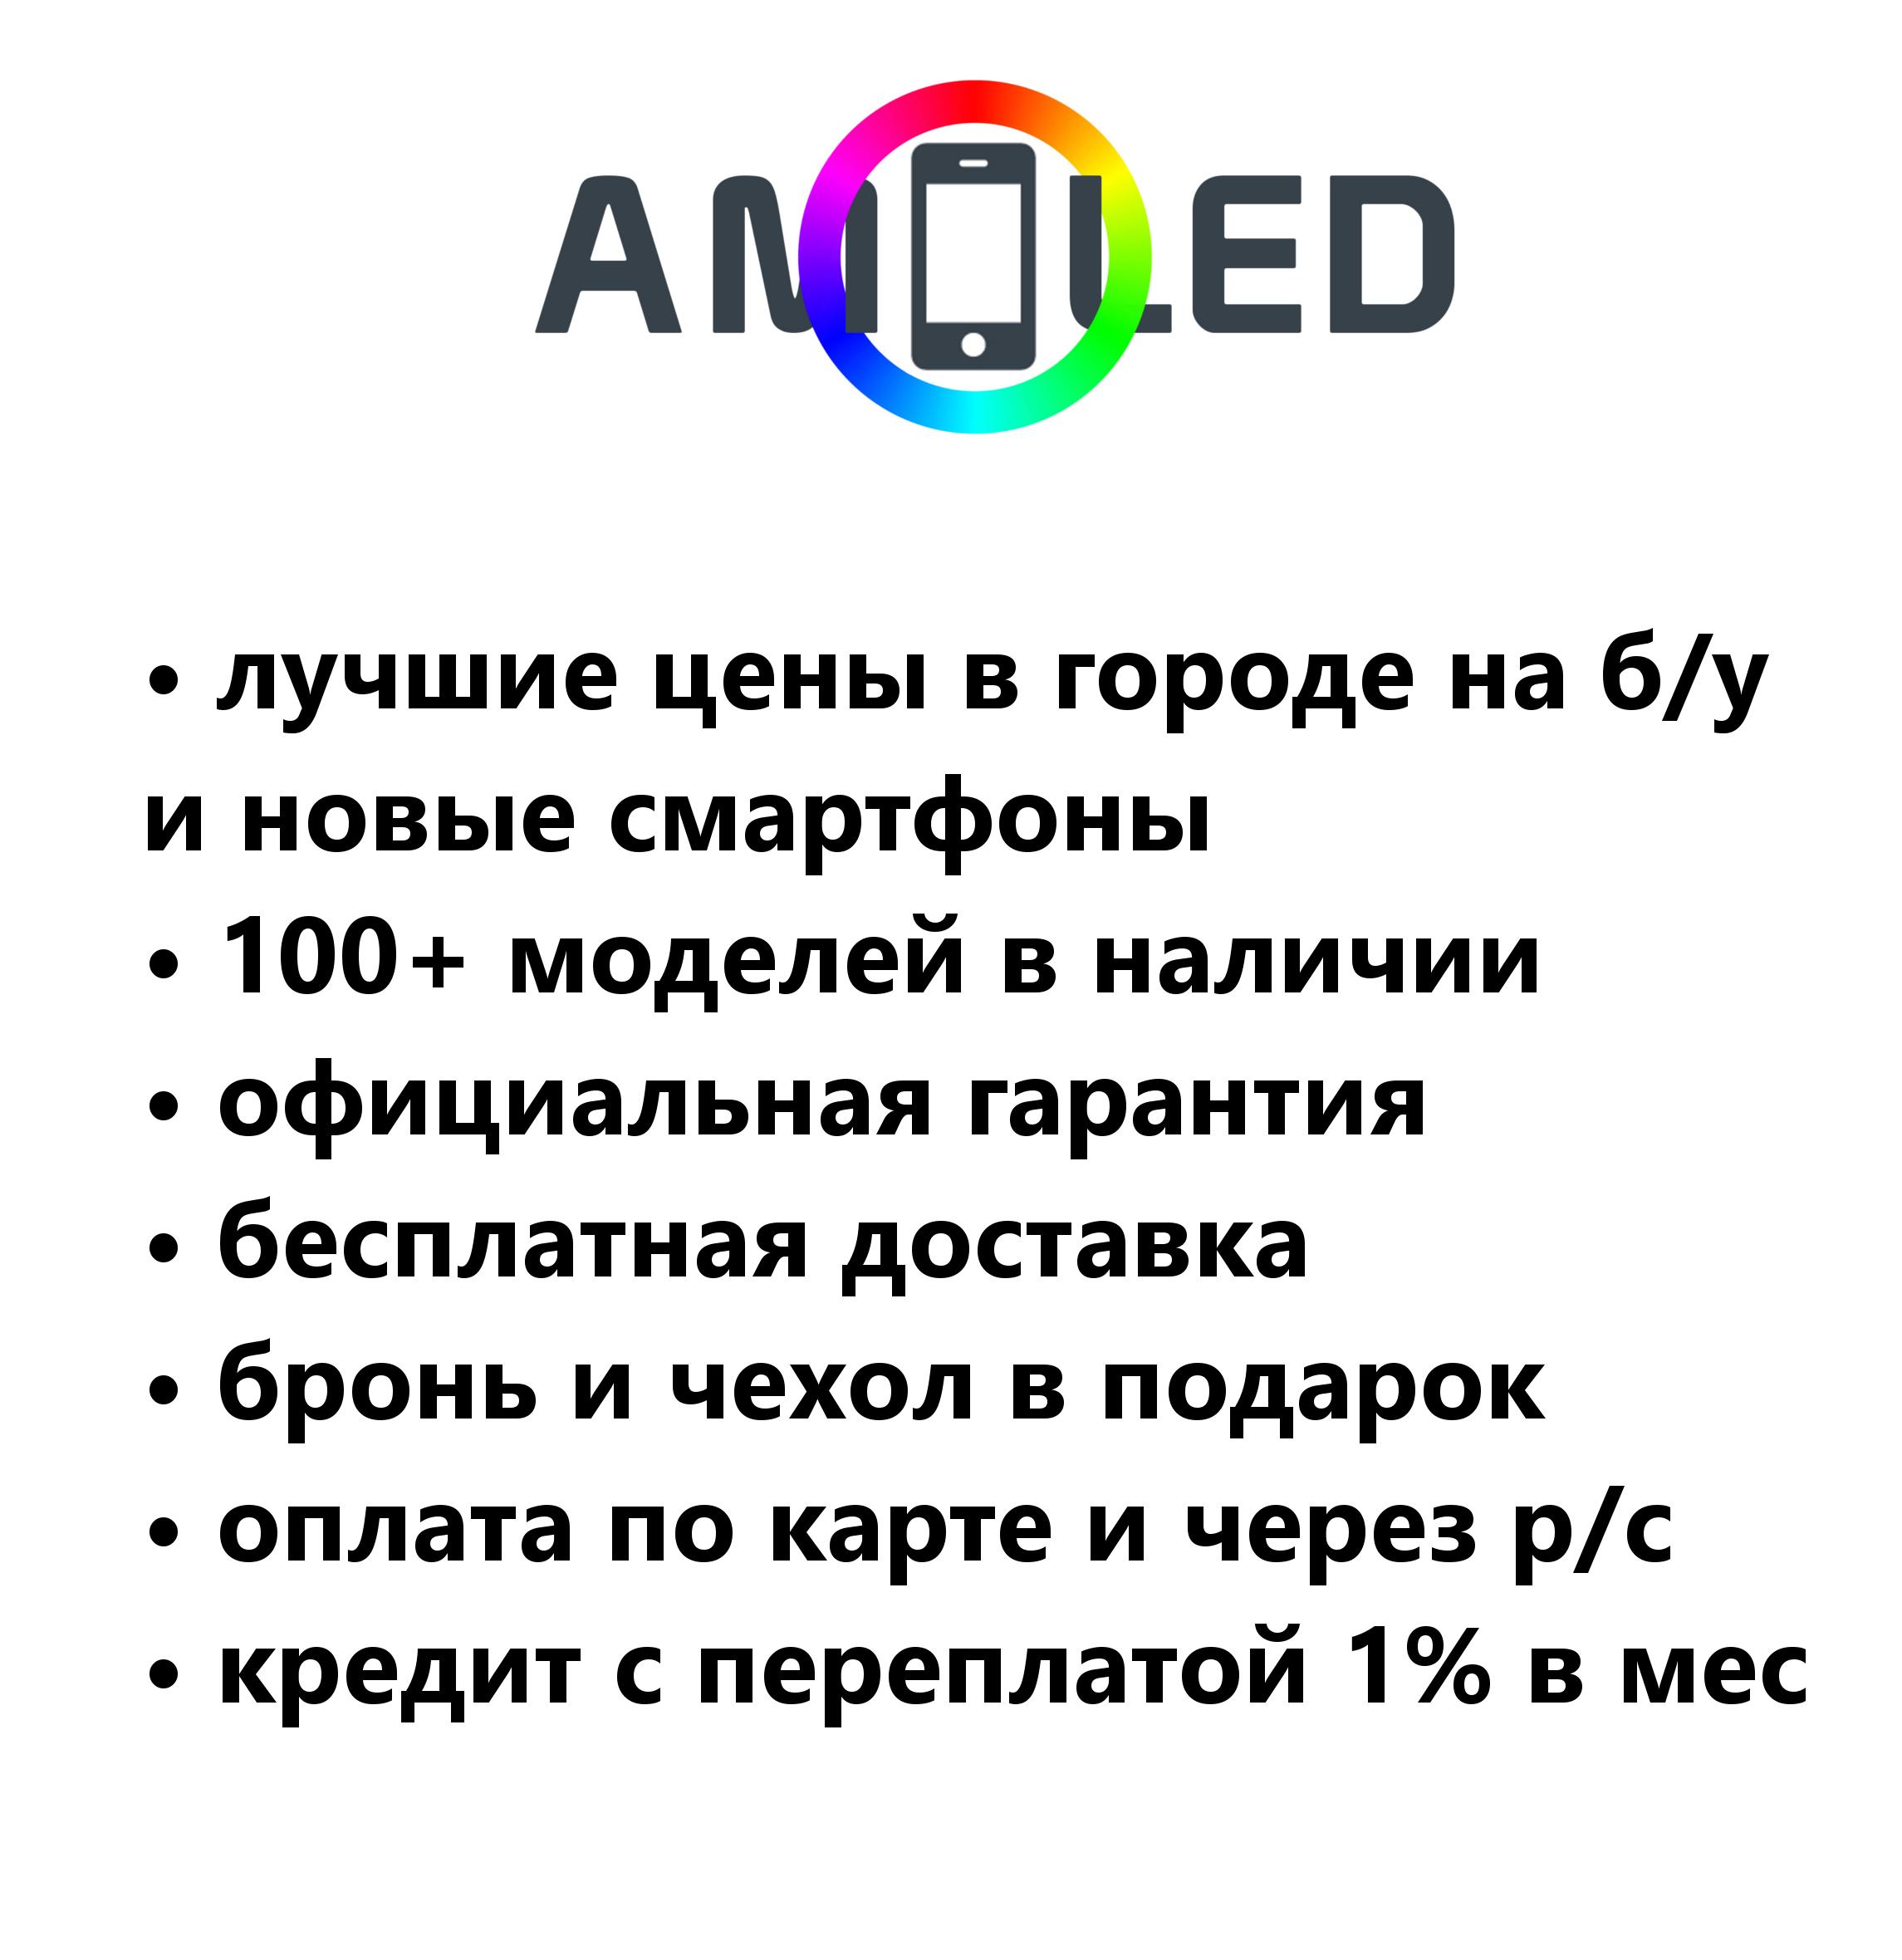 AMOLED
• лучшие цены в городе на б/у
и новые смартфоны
• 100+ моделей в наличии
• официальная гарантия
• бесплатная доставка
• бронь и чехол в подарок
• оплата по карте и через р/с
• кредит с переплатой 1% в мес